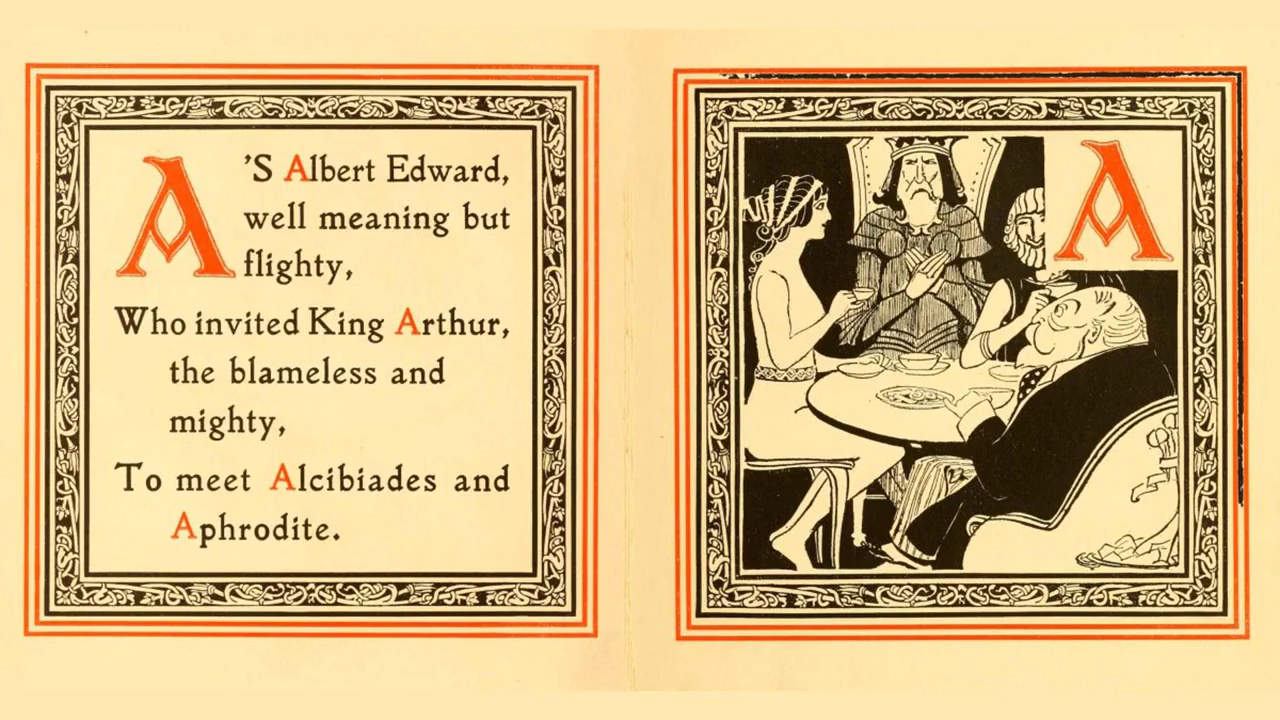 A 'S Albert Edward,
well meaning but
flighty,
Who invited King Arthur,
the blameless and
mighty,
To meet Alcibiades and
Aphrodite.
A